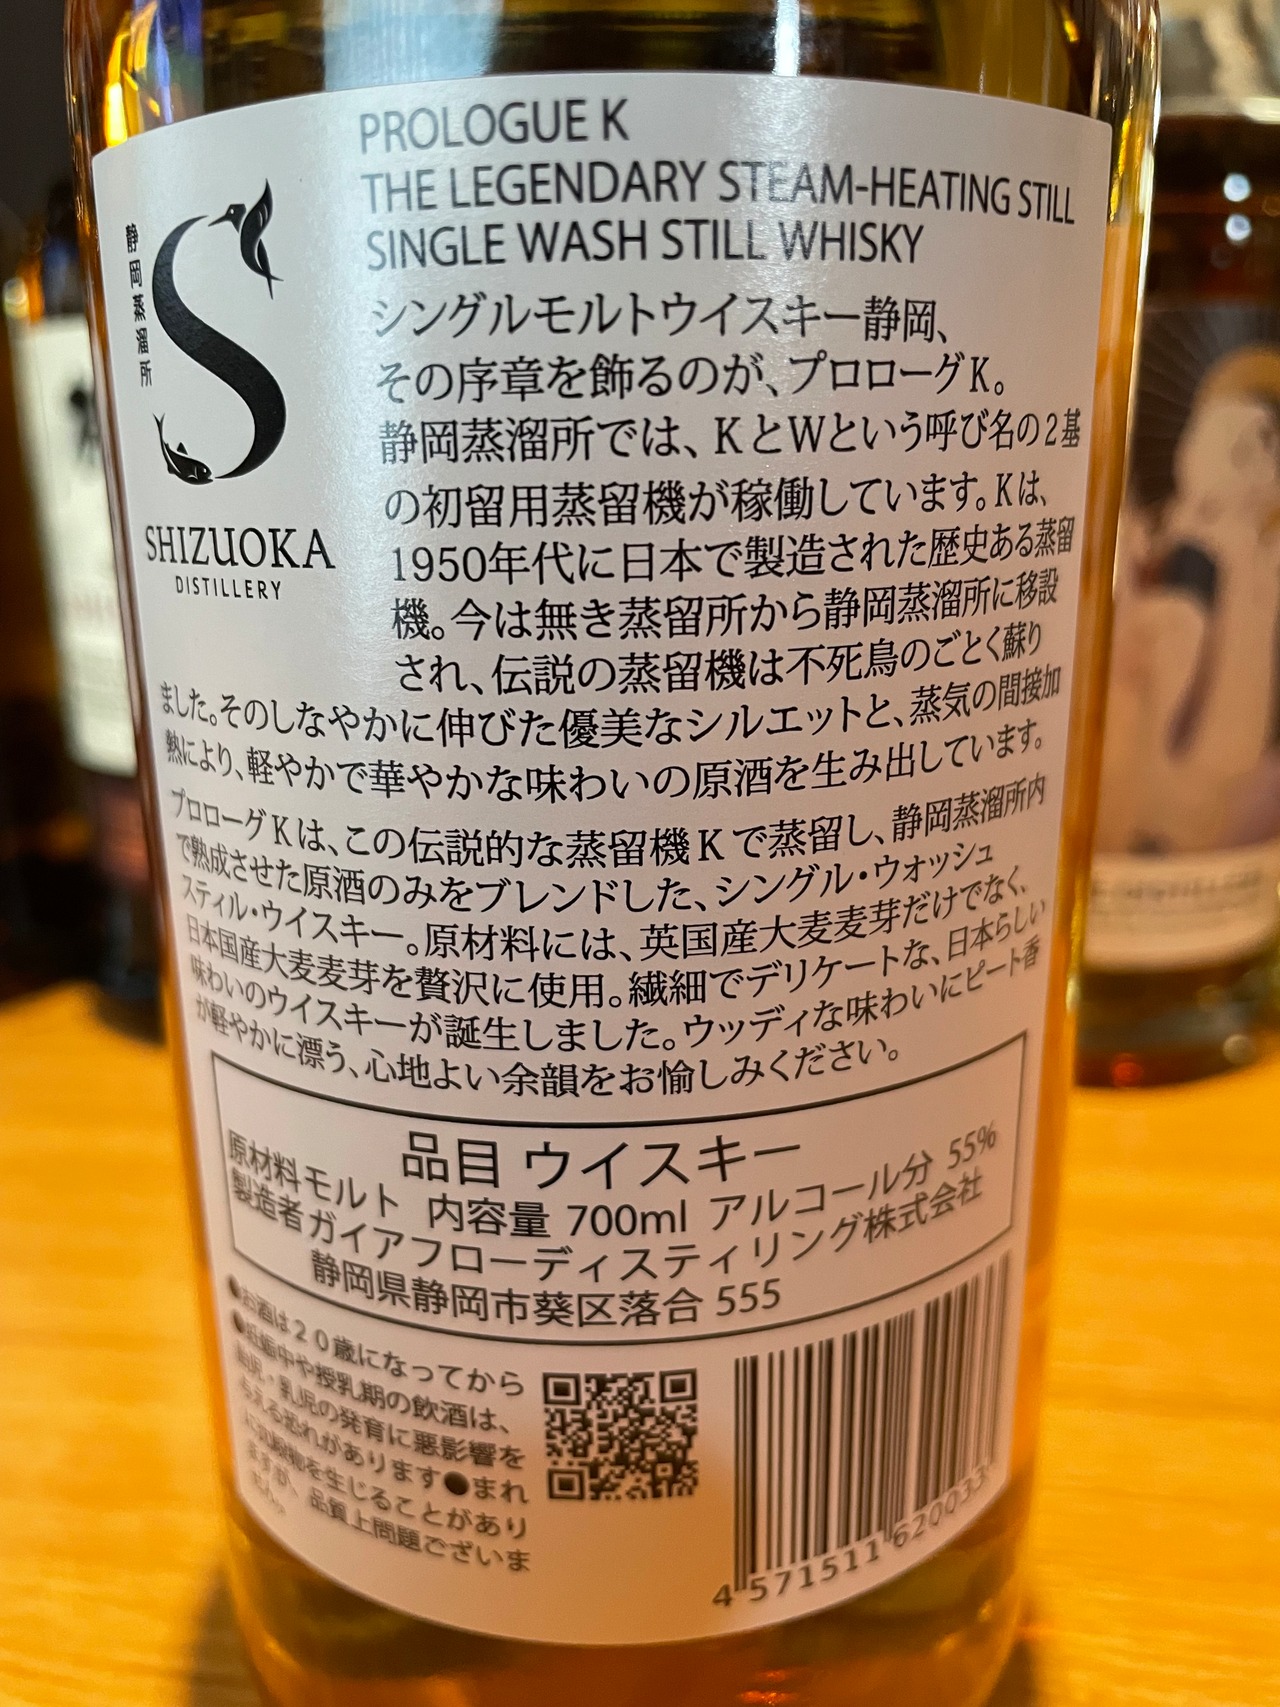 PROLOGUE K
THE LEGENDARY STEAM-HEATING STILL
SINGLE WASH STILL WHISKY
静岡蒸溜所
SHIZUOKA
DISTILLERY
シングルモルトウイスキー静岡、
その序章を飾るのが、プロローグK。
静岡蒸溜所では、KとWという呼び名の2基
の初留用蒸留機が稼働しています。Kは、
1950年代に日本で製造された歴史ある蒸留
機。今は無き蒸留所から静岡蒸溜所に移設
され、伝説の蒸留機は不死鳥のごとく蘇り
ました。そのしなやかに伸びた優美なシルエットと、蒸気の間接加
熱により、軽やかで華やかな味わいの原酒を生み出しています。
プロローグKは、この伝説的な蒸留機Kで蒸留し、静岡蒸溜所内
で熟成させた原酒のみをブレンドした、シングル・ウォッシュ
スティル・ウイスキー。原材料には、英国産大麦麦芽だけでなく、
日本国産大麦麦芽を贅沢に使用。繊細でデリケートな、日本らしい
味わいのウイスキーが誕生しました。ウッディな味わいにピート香
が軽やかに漂う、心地よい余韻をお愉しみください。
品目 ウイスキー
原材料 モルト 内容量 700ml アルコール分 55%
製造者 ガイアフローディスティリング株式会社
静岡県静岡市葵区落合 555
●お酒は20歳になってから
●妊娠中や授乳期の飲酒は、
胎児・乳児の発育に悪影響を
与える恐れがあります●まれ
に沈殿物を生じることがあり
ますが、品質上問題ございま
せん。
4 571511 620033